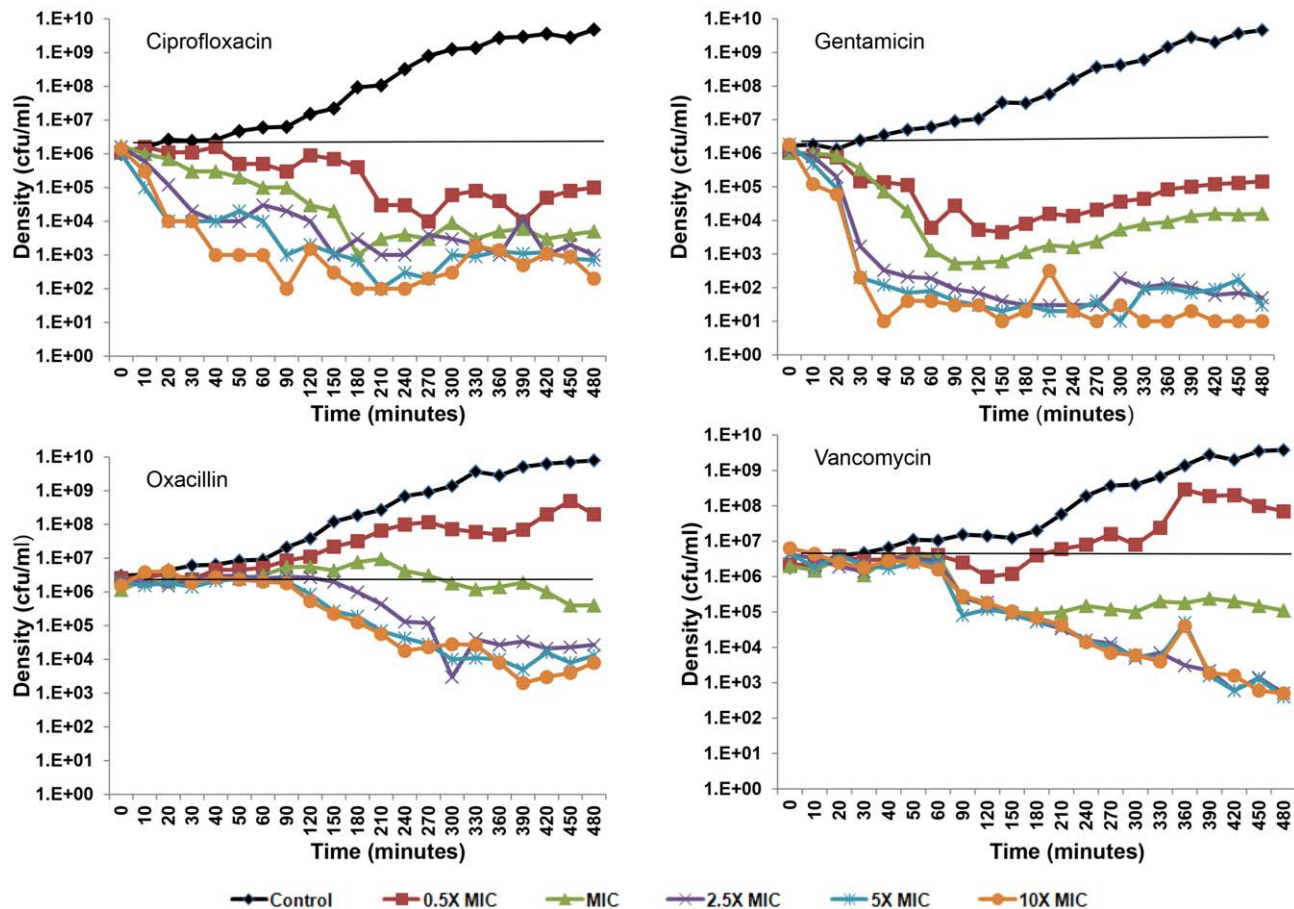 Ciprofloxacin
Density (cfu/ml)
1.E+10
1.E+09
1.E+08
1.E+07
1.E+06
1.E+05
1.E+04
1.E+03
1.E+02
1.E+01
1.E+00
0 10 20 30 40 50 60 90 120 150 180 210 240 270 300 330 360 390 420 450 480
Time (minutes)
Gentamicin
Density (cfu/ml)
1.E+10
1.E+09
1.E+08
1.E+07
1.E+06
1.E+05
1.E+04
1.E+03
1.E+02
1.E+01
1.E+00
0 10 20 30 40 50 60 90 120 150 180 210 240 270 300 330 360 390 420 450 480
Time (minutes)
Oxacillin
Density (cfu/ml)
1.E+10
1.E+09
1.E+08
1.E+07
1.E+06
1.E+05
1.E+04
1.E+03
1.E+02
1.E+01
1.E+00
0 10 20 30 40 50 60 90 120 150 180 210 240 270 300 330 360 390 420 450 480
Time (minutes)
Vancomycin
Density (cfu/ml)
1.E+10
1.E+09
1.E+08
1.E+07
1.E+06
1.E+05
1.E+04
1.E+03
1.E+02
1.E+01
1.E+00
0 10 20 30 40 50 60 90 120 150 180 210 240 270 300 330 360 390 420 450 480
Time (minutes)
Control 0.5X MIC MIC 2.5X MIC 5X MIC 10X MIC